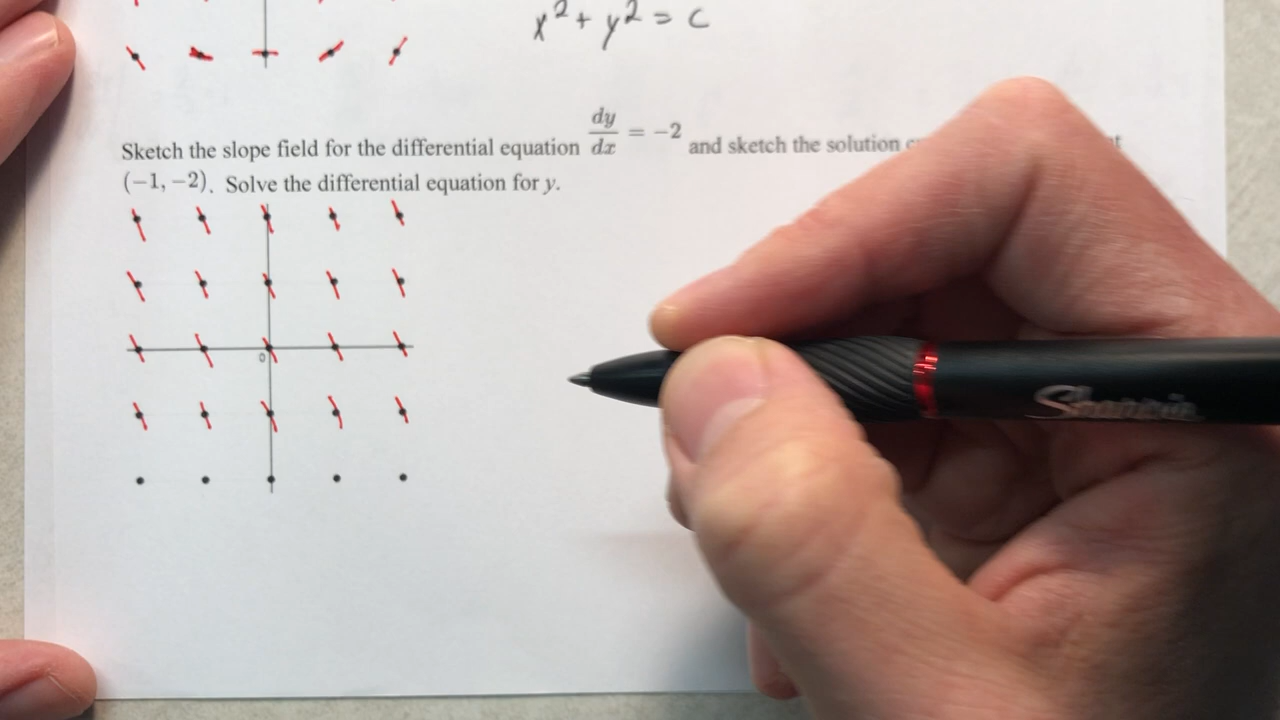 x² + y² = c
Sketch the slope field for the differential equation dy/dx = −2 and sketch the solution
(−1, −2). Solve the differential equation for y.
0
Sharpie